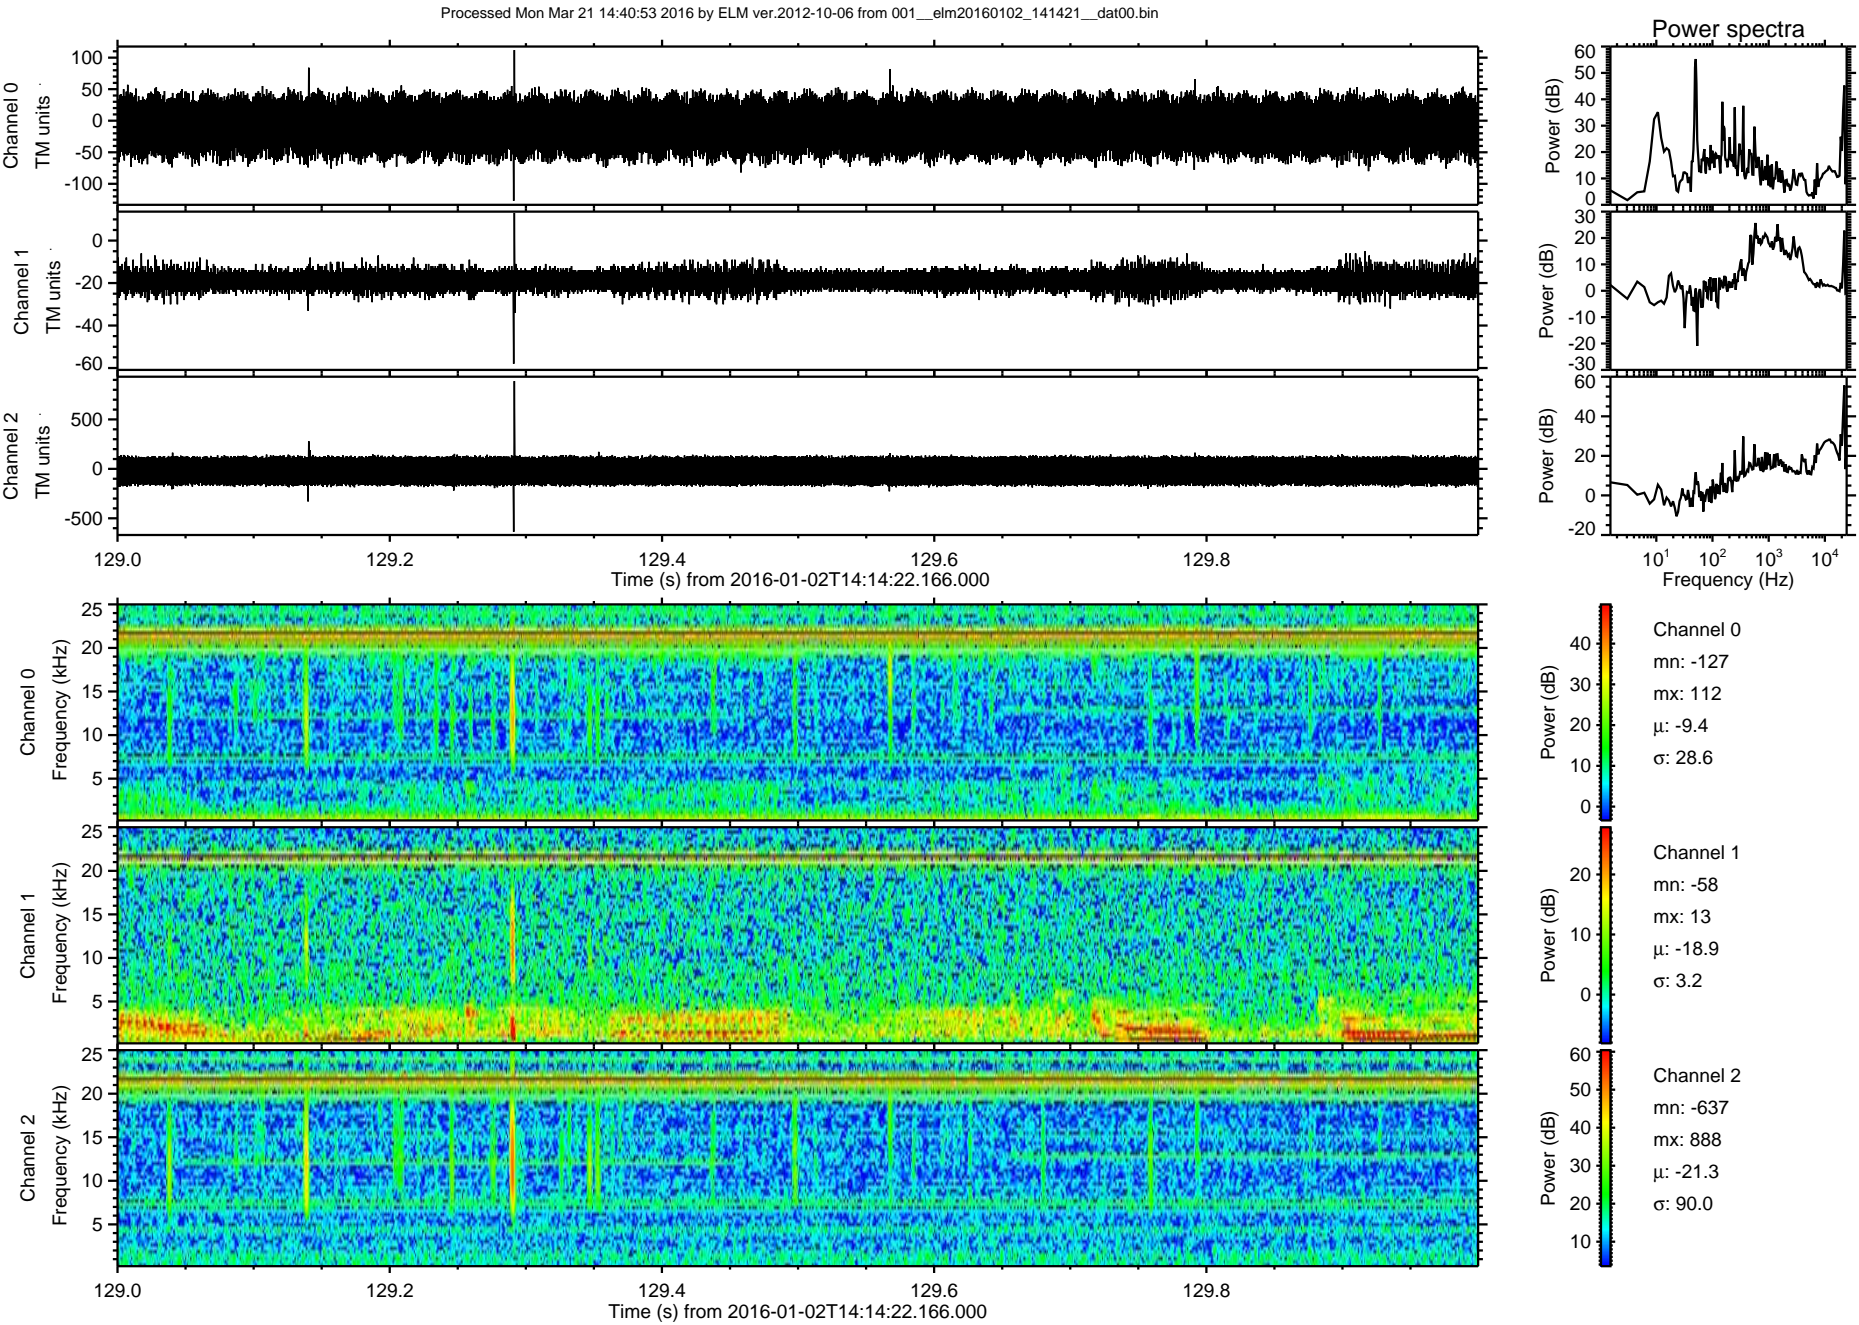 Processed Mon Mar 21 14:40:53 2016 by ELM ver.2012-10-06 from 001__elm20160102_141421__dat00.bin
Power spectra
Channel 0
TM units
100
50
0
-50
-100
Power (dB)
60
50
40
30
20
10
0
Channel 1
TM units
0
-20
-40
-60
Power (dB)
30
20
10
0
-10
-20
-30
Channel 2
TM units
500
0
-500
Power (dB)
60
40
20
0
-20
129.0 129.2 129.4 129.6 129.8
Time (s) from 2016-01-02T14:14:22.166.000
10^1 10^2 10^3 10^4
Frequency (Hz)
Channel 0
Frequency (kHz)
25
20
15
10
5
Power (dB)
40
30
20
10
0
Channel 0
mn: -127
mx: 112
μ: -9.4
σ: 28.6
Channel 1
Frequency (kHz)
25
20
15
10
5
Power (dB)
20
10
0
Channel 1
mn: -58
mx: 13
μ: -18.9
σ: 3.2
Channel 2
Frequency (kHz)
25
20
15
10
5
Power (dB)
60
50
40
30
20
10
Channel 2
mn: -637
mx: 888
μ: -21.3
σ: 90.0
129.0 129.2 129.4 129.6 129.8
Time (s) from 2016-01-02T14:14:22.166.000